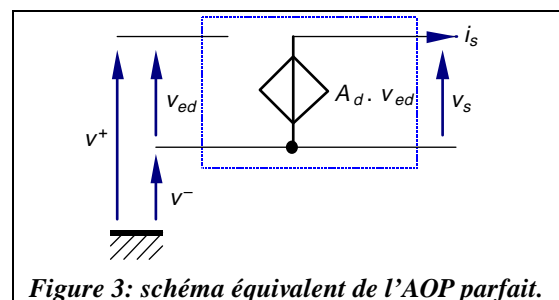 i_s
v_ed
A_d . v_ed
v_s
v^+
v^−
Figure 3: schéma équivalent de l'AOP parfait.